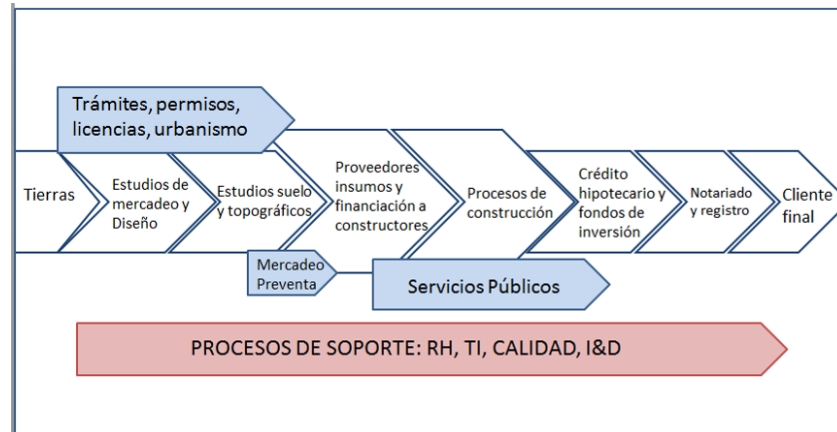 Trámites, permisos,
licencias, urbanismo
Tierras
Estudios de
mercadeo y
Diseño
Estudios suelo
y topográficos
Proveedores
insumos y
financiación a
constructores
Procesos de
construcción
Crédito
hipotecario y
fondos de
inversión
Notariado
y registro
Cliente
final
Mercadeo
Preventa
Servicios Públicos
PROCESOS DE SOPORTE: RH, TI, CALIDAD, I&D